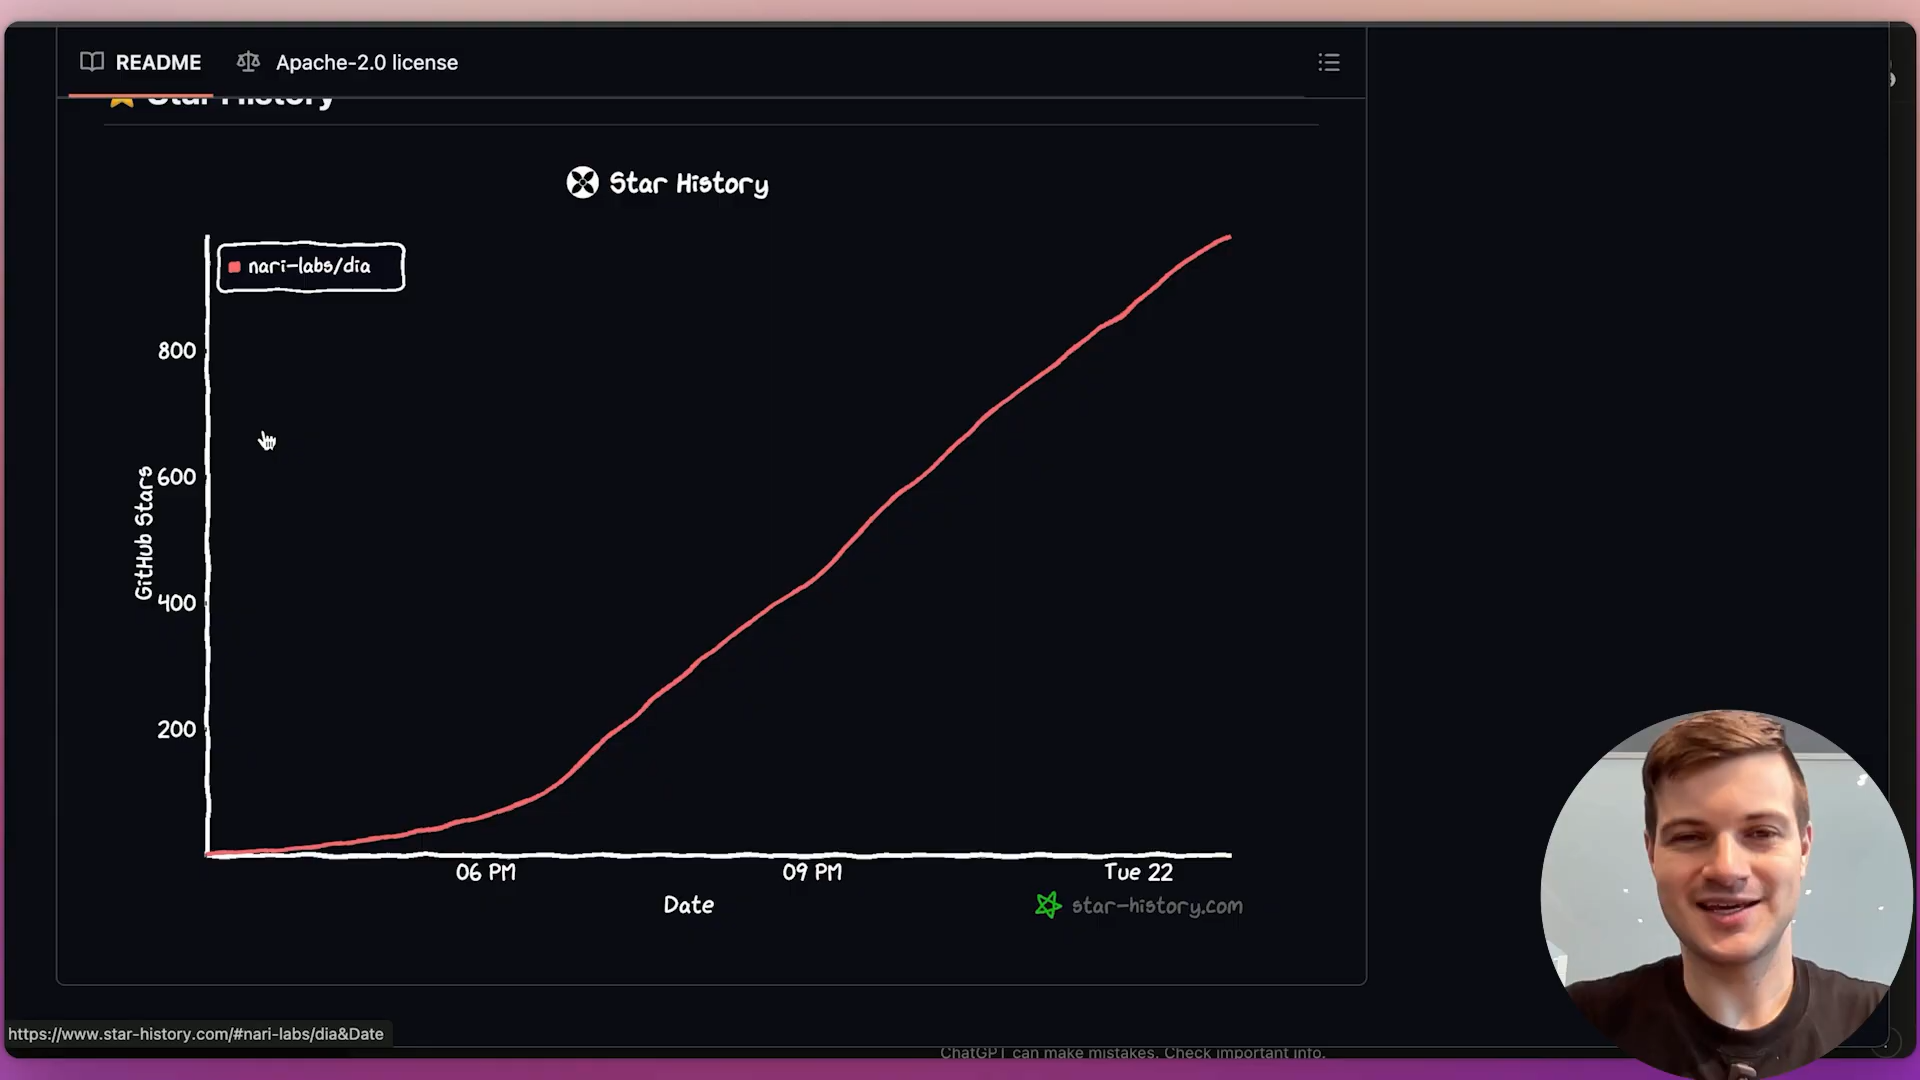 README
Apache-2.0 license
Star History
Star History
nari-labs/dia
800
600
400
200
GitHub Stars
06 PM
09 PM
Tue 22
Date
star-history.com
https://www.star-history.com/#nari-labs/dia&Date
ChatGPT can make mistakes. Check important info.